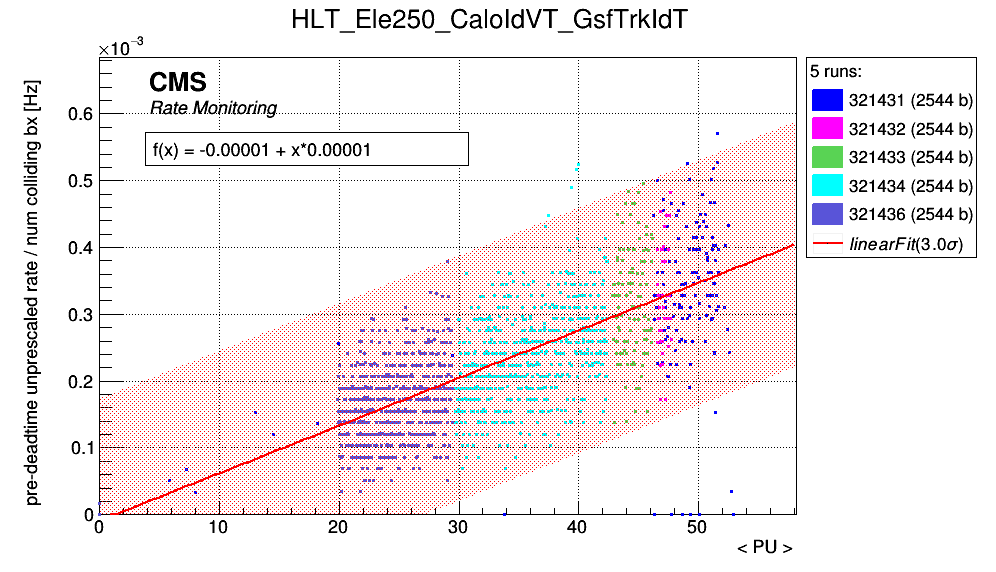 HLT_Ele250_CaloIdVT_GsfTrkIdT
×10⁻³
CMS
Rate Monitoring
f(x) = -0.00001 + x*0.00001
pre-deadtime unprescaled rate / num colliding bx [Hz]
0.6
0.5
0.4
0.3
0.2
0.1
0
0 10 20 30 40 50
< PU >
5 runs:
321431 (2544 b)
321432 (2544 b)
321433 (2544 b)
321434 (2544 b)
321436 (2544 b)
linearFit(3.0σ)